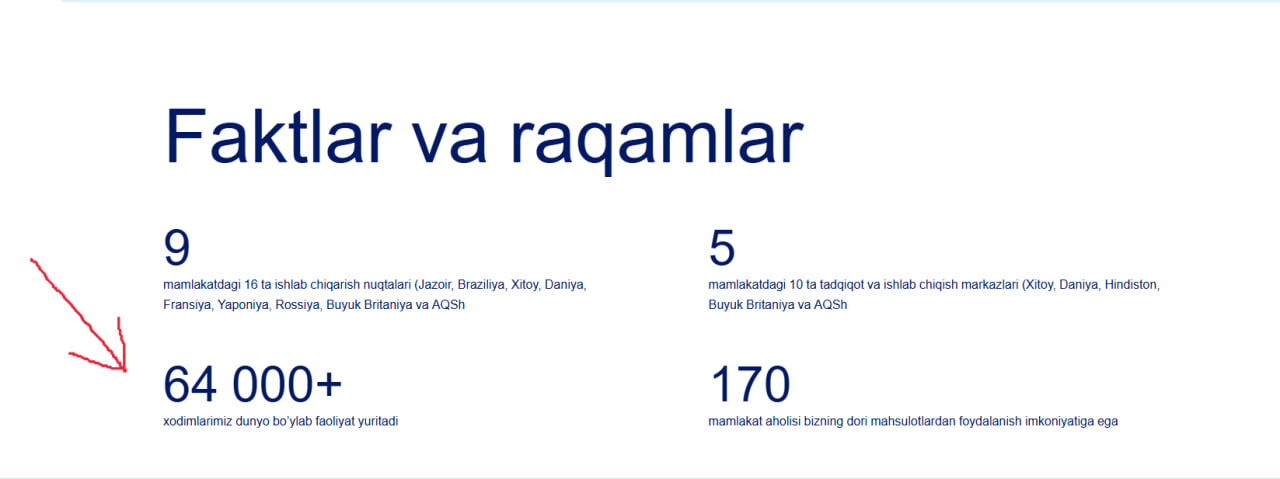 Faktlar va raqamlar
9
mamlakatdagi 16 ta ishlab chiqarish nuqtalari (Jazoir, Braziliya, Xitoy, Daniya,
Fransiya, Yaponiya, Rossiya, Buyuk Britaniya va AQSh
5
mamlakatdagi 10 ta tadqiqot va ishlab chiqish markazlari (Xitoy, Daniya, Hindiston,
Buyuk Britaniya va AQSh
64 000+
xodimlarimiz dunyo bo’ylab faoliyat yuritadi
170
mamlakat aholisi bizning dori mahsulotlardan foydalanish imkoniyatiga ega